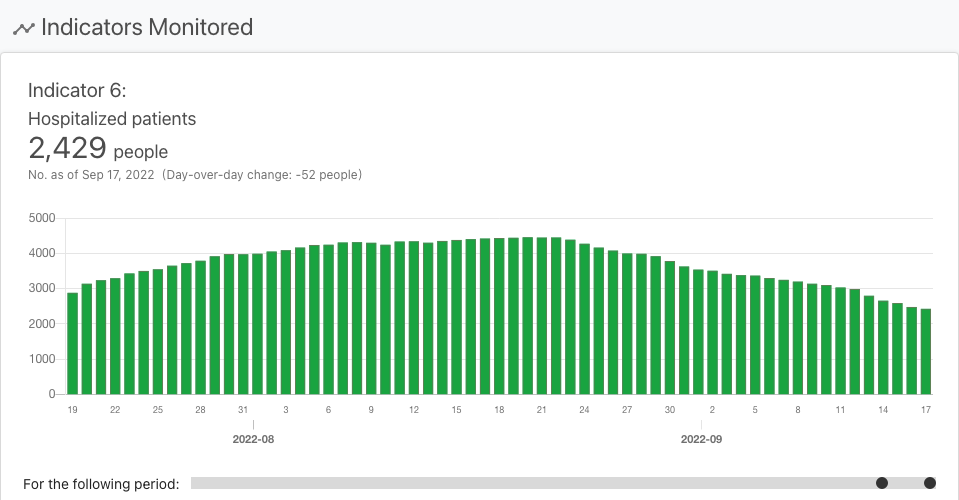 Indicators Monitored
Indicator 6:
Hospitalized patients
2,429 people
No. as of Sep 17, 2022 (Day-over-day change: -52 people)
5000
4000
3000
2000
1000
0
19 22 25 28 31 3 6 9 12 15 18 21 24 27 30 2 5 8 11 14 17
2022-08 2022-09
For the following period: